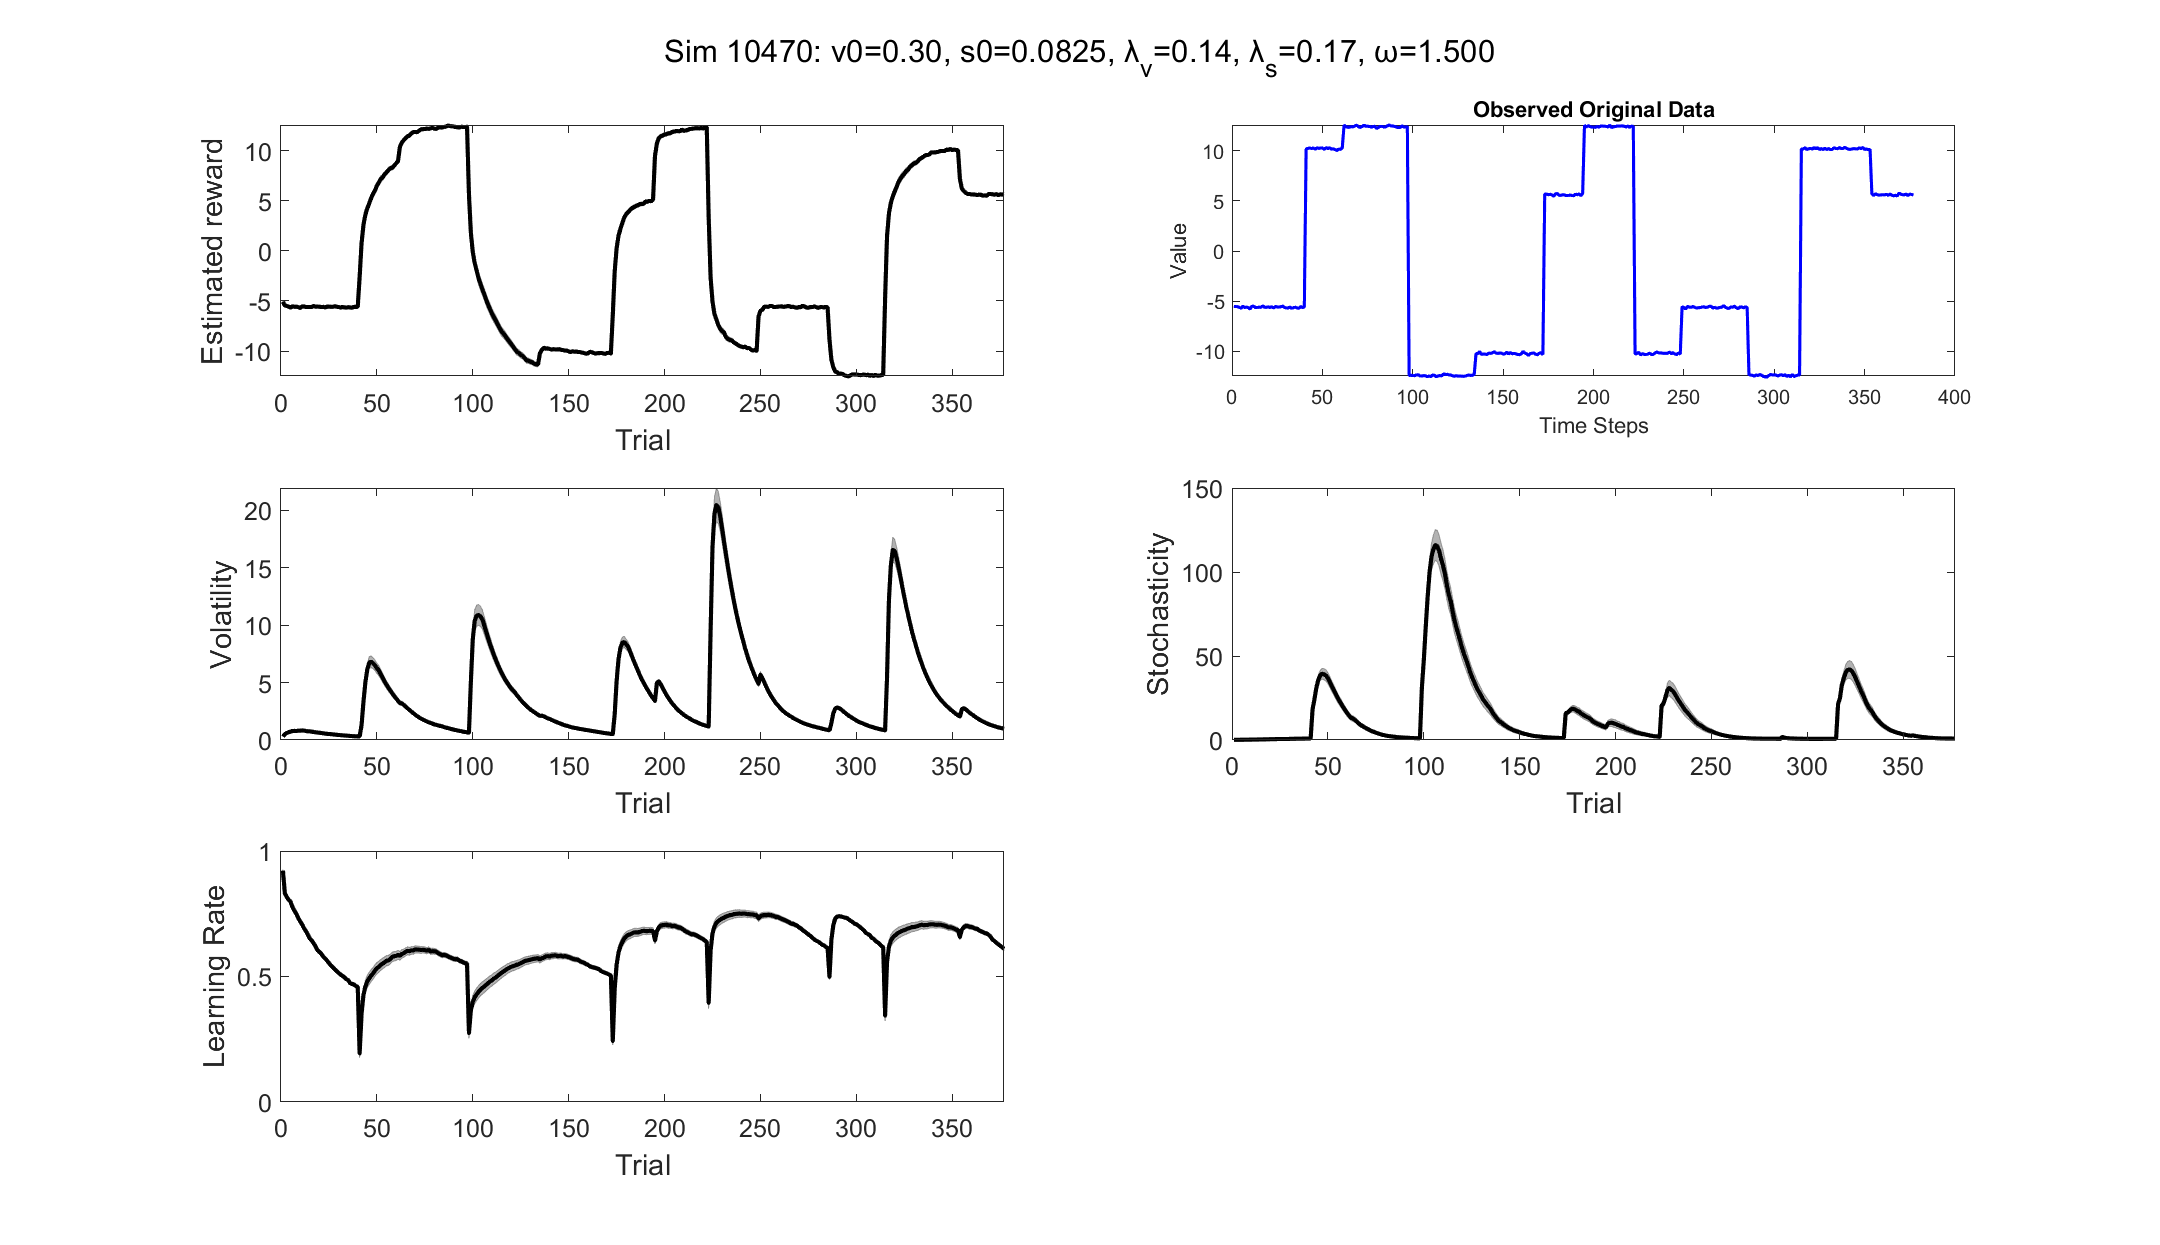 Sim 10470: v0=0.30, s0=0.0825, λ_v=0.14, λ_s=0.17, ω=1.500
Estimated reward
10
5
0
-5
-10
0 50 100 150 200 250 300 350
Trial
Observed Original Data
Value
10
5
0
-5
-10
0 50 100 150 200 250 300 350 400
Time Steps
Volatility
20
15
10
5
0
0 50 100 150 200 250 300 350
Trial
Stochasticity
150
100
50
0
0 50 100 150 200 250 300 350
Trial
Learning Rate
1
0.5
0
0 50 100 150 200 250 300 350
Trial